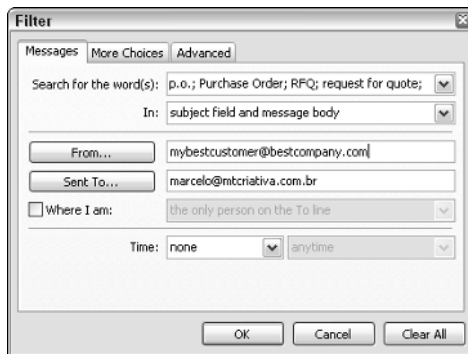 Filter
Messages More Choices Advanced
Search for the word(s): p.o.; Purchase Order; RFQ; request for quote;
In: subject field and message body
From... mybestcustomer@bestcompany.com
Sent To... marcelo@mtcriativa.com.br
Where I am: the only person on the To line
Time: none anytime
OK Cancel Clear All